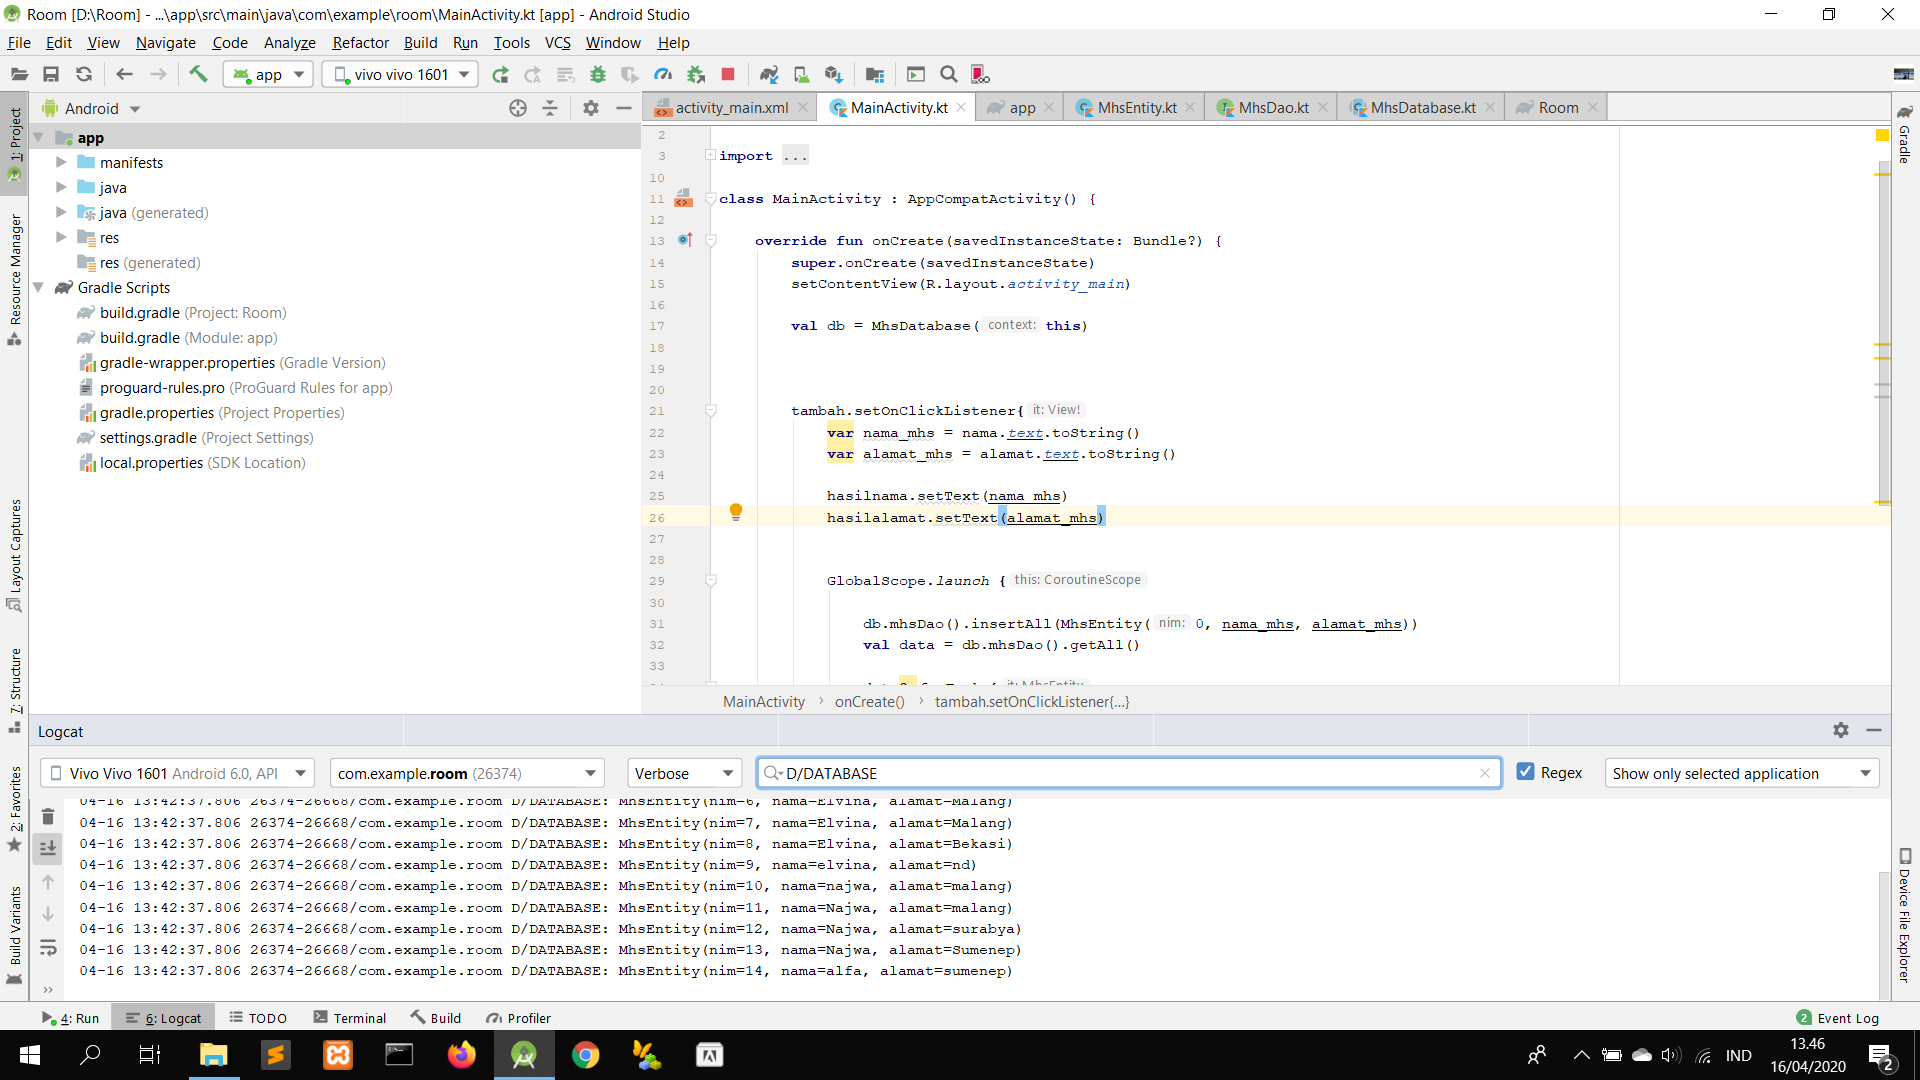 Room [D:\Room] - ...\app\src\main\java\com\example\room\MainActivity.kt [app] - Android Studio
File Edit View Navigate Code Analyze Refactor Build Run Tools VCS Window Help
app vivo vivo 1601
Android
activity_main.xml MainActivity.kt app MhsEntity.kt MhsDao.kt MhsDatabase.kt Room
1: Project
Resource Manager
Layout Captures
7: Structure
2: Favorites
Build Variants
app
manifests
java
java (generated)
res
res (generated)
Gradle Scripts
build.gradle (Project: Room)
build.gradle (Module: app)
gradle-wrapper.properties (Gradle Version)
proguard-rules.pro (ProGuard Rules for app)
gradle.properties (Project Properties)
settings.gradle (Project Settings)
local.properties (SDK Location)
2
3 import ...
10
11 class MainActivity : AppCompatActivity() {
12
13 override fun onCreate(savedInstanceState: Bundle?) {
14 super.onCreate(savedInstanceState)
15 setContentView(R.layout.activity_main)
16
17 val db = MhsDatabase( context: this)
18
19
20
21 tambah.setOnClickListener{ it: View!
22 var nama_mhs = nama.text.toString()
23 var alamat_mhs = alamat.text.toString()
24
25 hasilnama.setText(nama_mhs)
26 hasilalamat.setText(alamat_mhs)
27
28
29 GlobalScope.launch { this: CoroutineScope
30
31 db.mhsDao().insertAll(MhsEntity( nim: 0, nama_mhs, alamat_mhs))
32 val data = db.mhsDao().getAll()
33
MainActivity › onCreate() › tambah.setOnClickListener{...}
Gradle
Device File Explorer
Logcat
Vivo Vivo 1601 Android 6.0, API com.example.room (26374) Verbose D/DATABASE Regex Show only selected application
04-16 13:42:37.806 26374-26668/com.example.room D/DATABASE: MhsEntity(nim=6, nama=Elvina, alamat=Malang)
04-16 13:42:37.806 26374-26668/com.example.room D/DATABASE: MhsEntity(nim=7, nama=Elvina, alamat=Malang)
04-16 13:42:37.806 26374-26668/com.example.room D/DATABASE: MhsEntity(nim=8, nama=Elvina, alamat=Bekasi)
04-16 13:42:37.806 26374-26668/com.example.room D/DATABASE: MhsEntity(nim=9, nama=elvina, alamat=nd)
04-16 13:42:37.806 26374-26668/com.example.room D/DATABASE: MhsEntity(nim=10, nama=najwa, alamat=malang)
04-16 13:42:37.806 26374-26668/com.example.room D/DATABASE: MhsEntity(nim=11, nama=Najwa, alamat=malang)
04-16 13:42:37.806 26374-26668/com.example.room D/DATABASE: MhsEntity(nim=12, nama=Najwa, alamat=surabya)
04-16 13:42:37.806 26374-26668/com.example.room D/DATABASE: MhsEntity(nim=13, nama=Najwa, alamat=Sumenep)
04-16 13:42:37.806 26374-26668/com.example.room D/DATABASE: MhsEntity(nim=14, nama=alfa, alamat=sumenep)
4: Run 6: Logcat TODO Terminal Build Profiler 2 Event Log
IND 13.46
16/04/2020 2